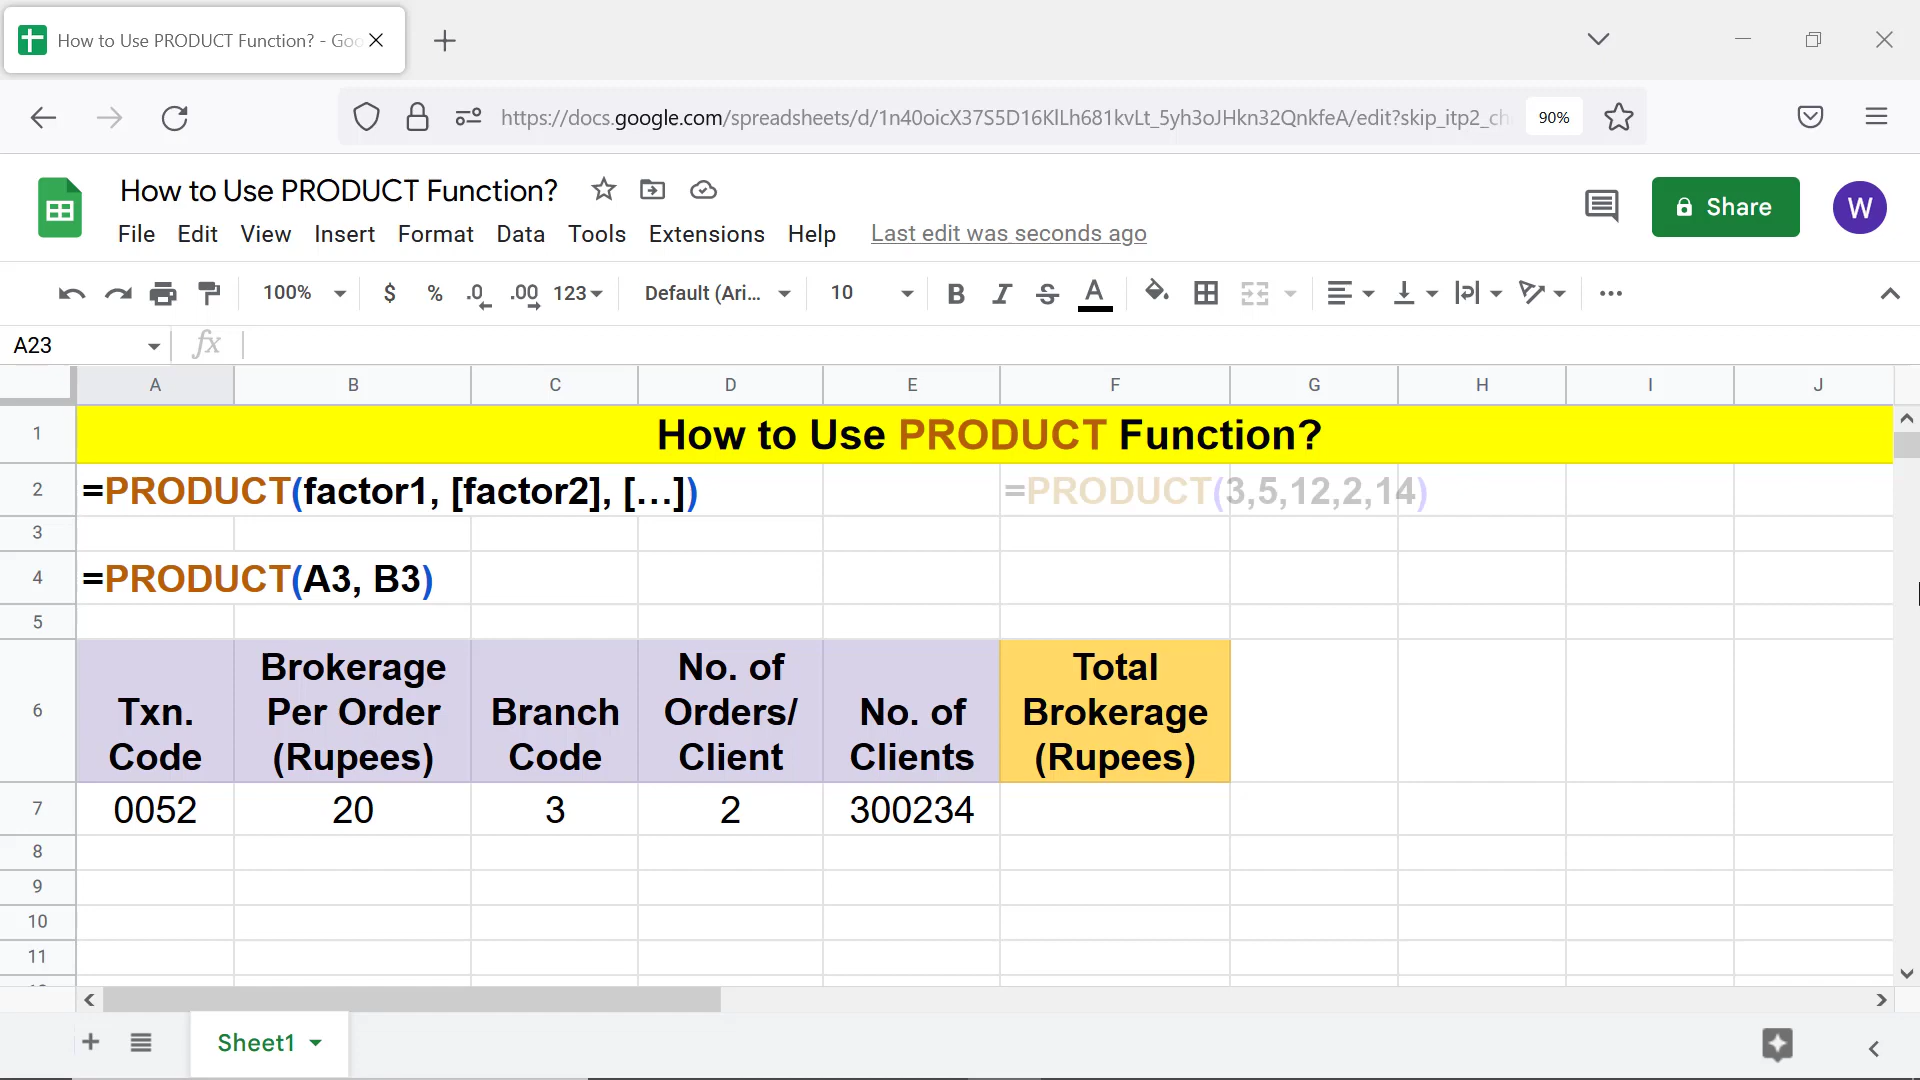 How to Use PRODUCT Function? - Goo
https://docs.google.com/spreadsheets/d/1n40oicX37S5D16KlLh681kvLt_5yh3oJHkn32QnkfeA/edit?skip_itp2_ch
90%
How to Use PRODUCT Function?
Share
W
File Edit View Insert Format Data Tools Extensions Help Last edit was seconds ago
100% $ % .0 .00 123 Default (Ari... 10 B I S A
A23 fx
A B C D E F G H I J
1 How to Use PRODUCT Function?
2 =PRODUCT(factor1, [factor2], [...]) =PRODUCT(3,5,12,2,14)
3
4 =PRODUCT(A3, B3)
5
6 Txn. Code Brokerage Per Order (Rupees) Branch Code No. of Orders/ Client No. of Clients Total Brokerage (Rupees)
7 0052 20 3 2 300234
8
9
10
11
Sheet1